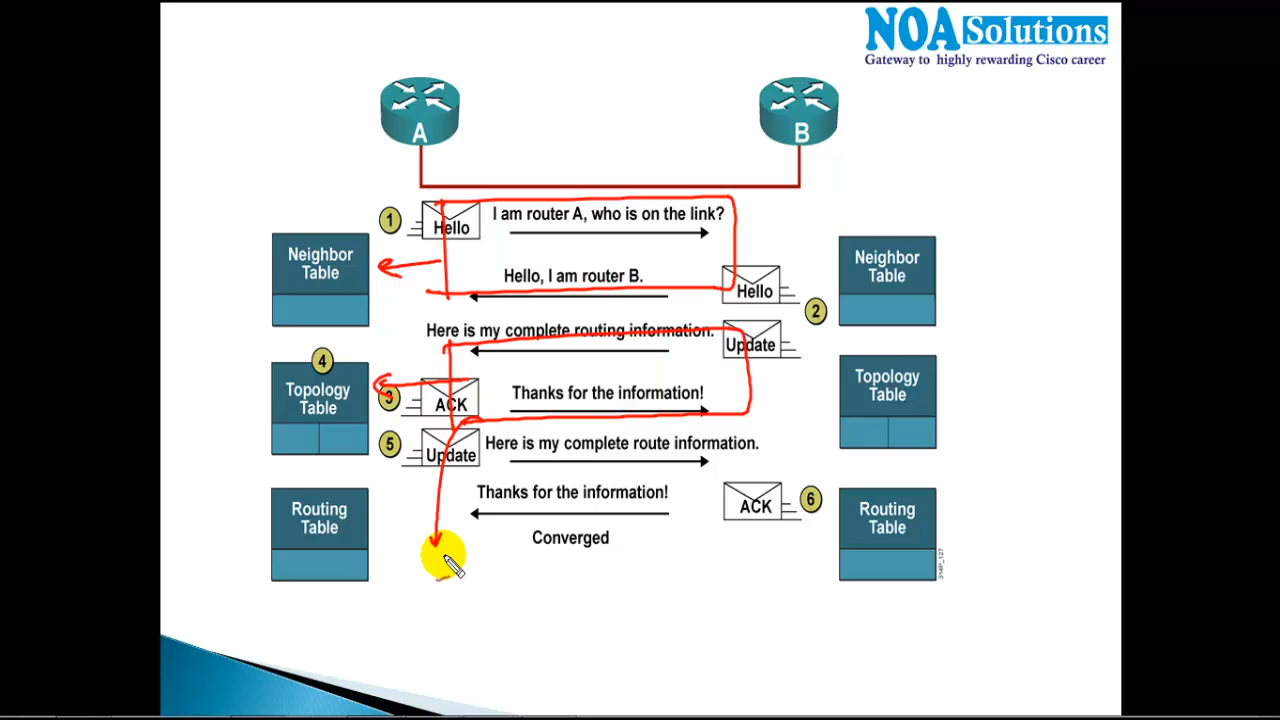 NOA Solutions
Gateway to highly rewarding Cisco career
A
B
1
Hello
I am router A, who is on the link?
Neighbor
Table
Hello, I am router B.
Hello
2
Neighbor
Table
Here is my complete routing information.
Update
4
Topology
Table
3
ACK
Thanks for the information!
Topology
Table
5
Update
Here is my complete route information.
Thanks for the information!
ACK
6
Routing
Table
Converged
Routing
Table
314P_127